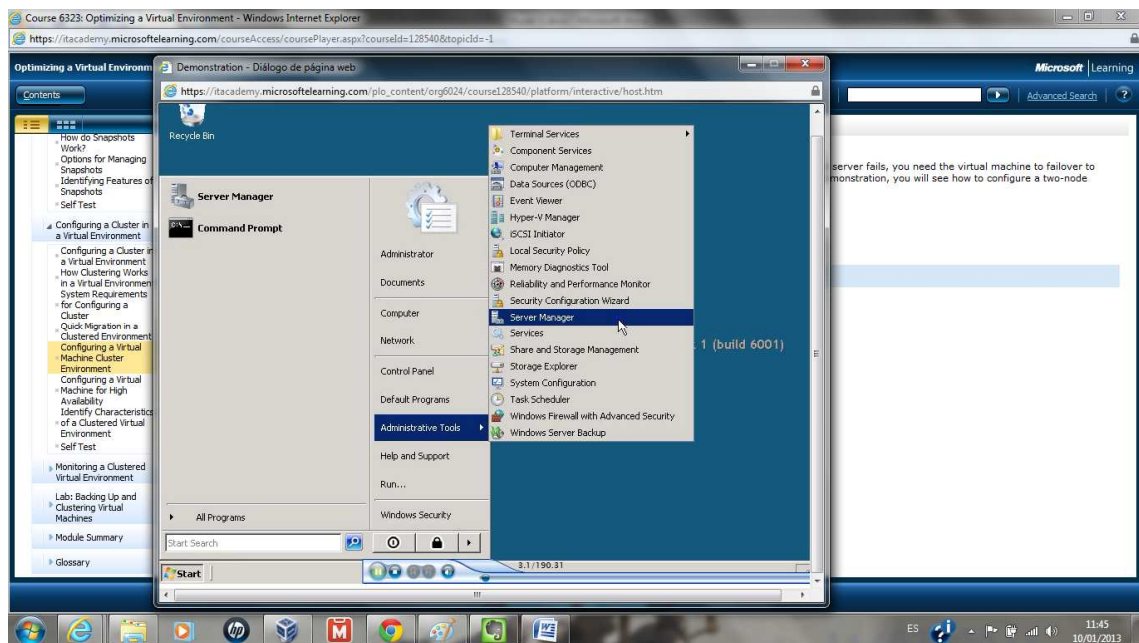 Course 6323: Optimizing a Virtual Environment - Windows Internet Explorer
https://itacademy.microsoftelearning.com/courseAccess/coursePlayer.aspx?courseId=128540&topicId=-1
Optimizing a Virtual Environm
Microsoft | Learning
Contents
Advanced Search
?
How do Snapshots
Work?
Options for Managing
Snapshots
Identifying Features of
Snapshots
Self Test
Configuring a Cluster in
a Virtual Environment
Configuring a Cluster in
a Virtual Environment
How Clustering Works
in a Virtual Environmen
System Requirements
for Configuring a
Cluster
Quick Migration in a
Clustered Environment
Configuring a Virtual
Machine Cluster
Environment
Configuring a Virtual
Machine for High
Availability
Identify Characteristics
of a Clustered Virtual
Environment
Self Test
Monitoring a Clustered
Virtual Environment
Lab: Backing Up and
Clustering Virtual
Machines
Module Summary
Glossary
Demonstration - Diálogo de página web
https://itacademy.microsoftelearning.com/plo_content/org6024/course128540/platform/interactive/host.htm
Recycle Bin
Server Manager
Command Prompt
Administrator
Documents
Computer
Network
Control Panel
Default Programs
Administrative Tools
Help and Support
Run...
Windows Security
All Programs
Start Search
Start
3.1/190.31
Terminal Services
Component Services
Computer Management
Data Sources (ODBC)
Event Viewer
Hyper-V Manager
iSCSI Initiator
Local Security Policy
Memory Diagnostics Tool
Reliability and Performance Monitor
Security Configuration Wizard
Server Manager
Services
Share and Storage Management
Storage Explorer
System Configuration
Task Scheduler
Windows Firewall with Advanced Security
Windows Server Backup
1 (build 6001)
server fails, you need the virtual machine to failover to
monstration, you will see how to configure a two-node
ES
11:45
10/01/2013